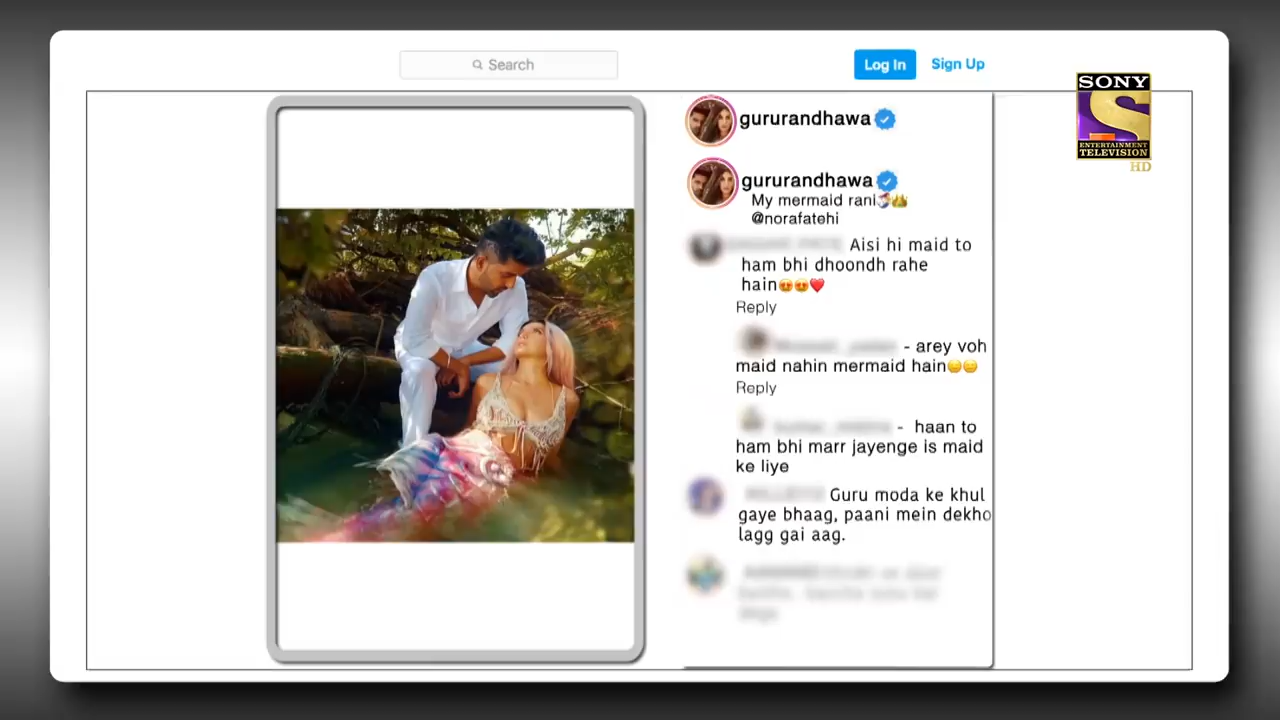 Search
Log In
Sign Up
SONY
ENTERTAINMENT
TELEVISION
HD
gururandhawa
gururandhawa
My mermaid rani🧜‍♀️👑
@norafatehi
Aisi hi maid to
ham bhi dhoondh rahe
hain😍😍❤️
Reply
- arey voh
maid nahin mermaid hain😑😑
Reply
- haan to
ham bhi marr jayenge is maid
ke liye
Guru moda ke khul
gaye bhaag, paani mein dekho
lagg gai aag.